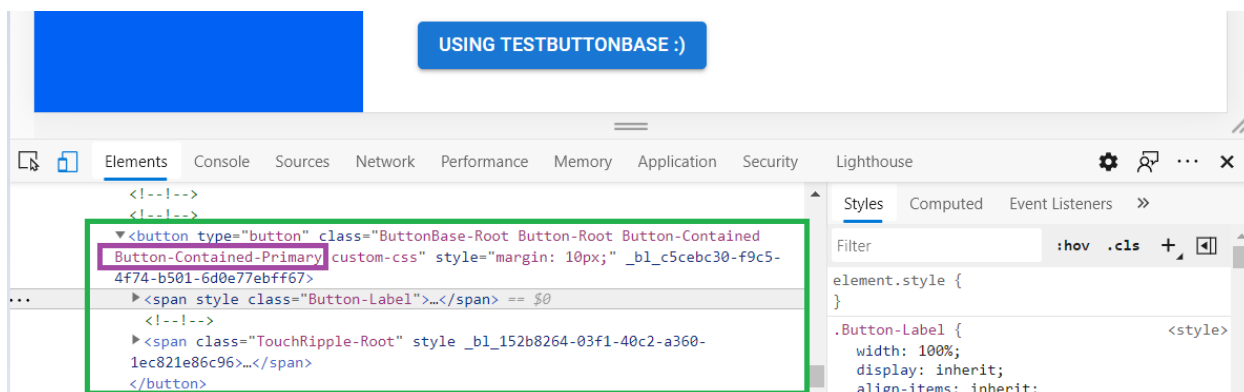 USING TESTBUTTONBASE :)
Elements Console Sources Network Performance Memory Application Security Lighthouse
<!--!-->
<!--!-->
▼<button type="button" class="ButtonBase-Root Button-Root Button-Contained
Button-Contained-Primary custom-css" style="margin: 10px;" _bl_c5cebc30-f9c5-
4f74-b501-6d0e77ebff67>
▶<span style class="Button-Label">…</span> == $0
<!--!-->
▶<span class="TouchRipple-Root" style _bl_152b8264-03f1-40c2-a360-
1ec821e86c96>…</span>
</button>
Styles Computed Event Listeners »
Filter :hov .cls +
element.style {
}
.Button-Label { <style>
width: 100%;
display: inherit;
align-items: inherit;